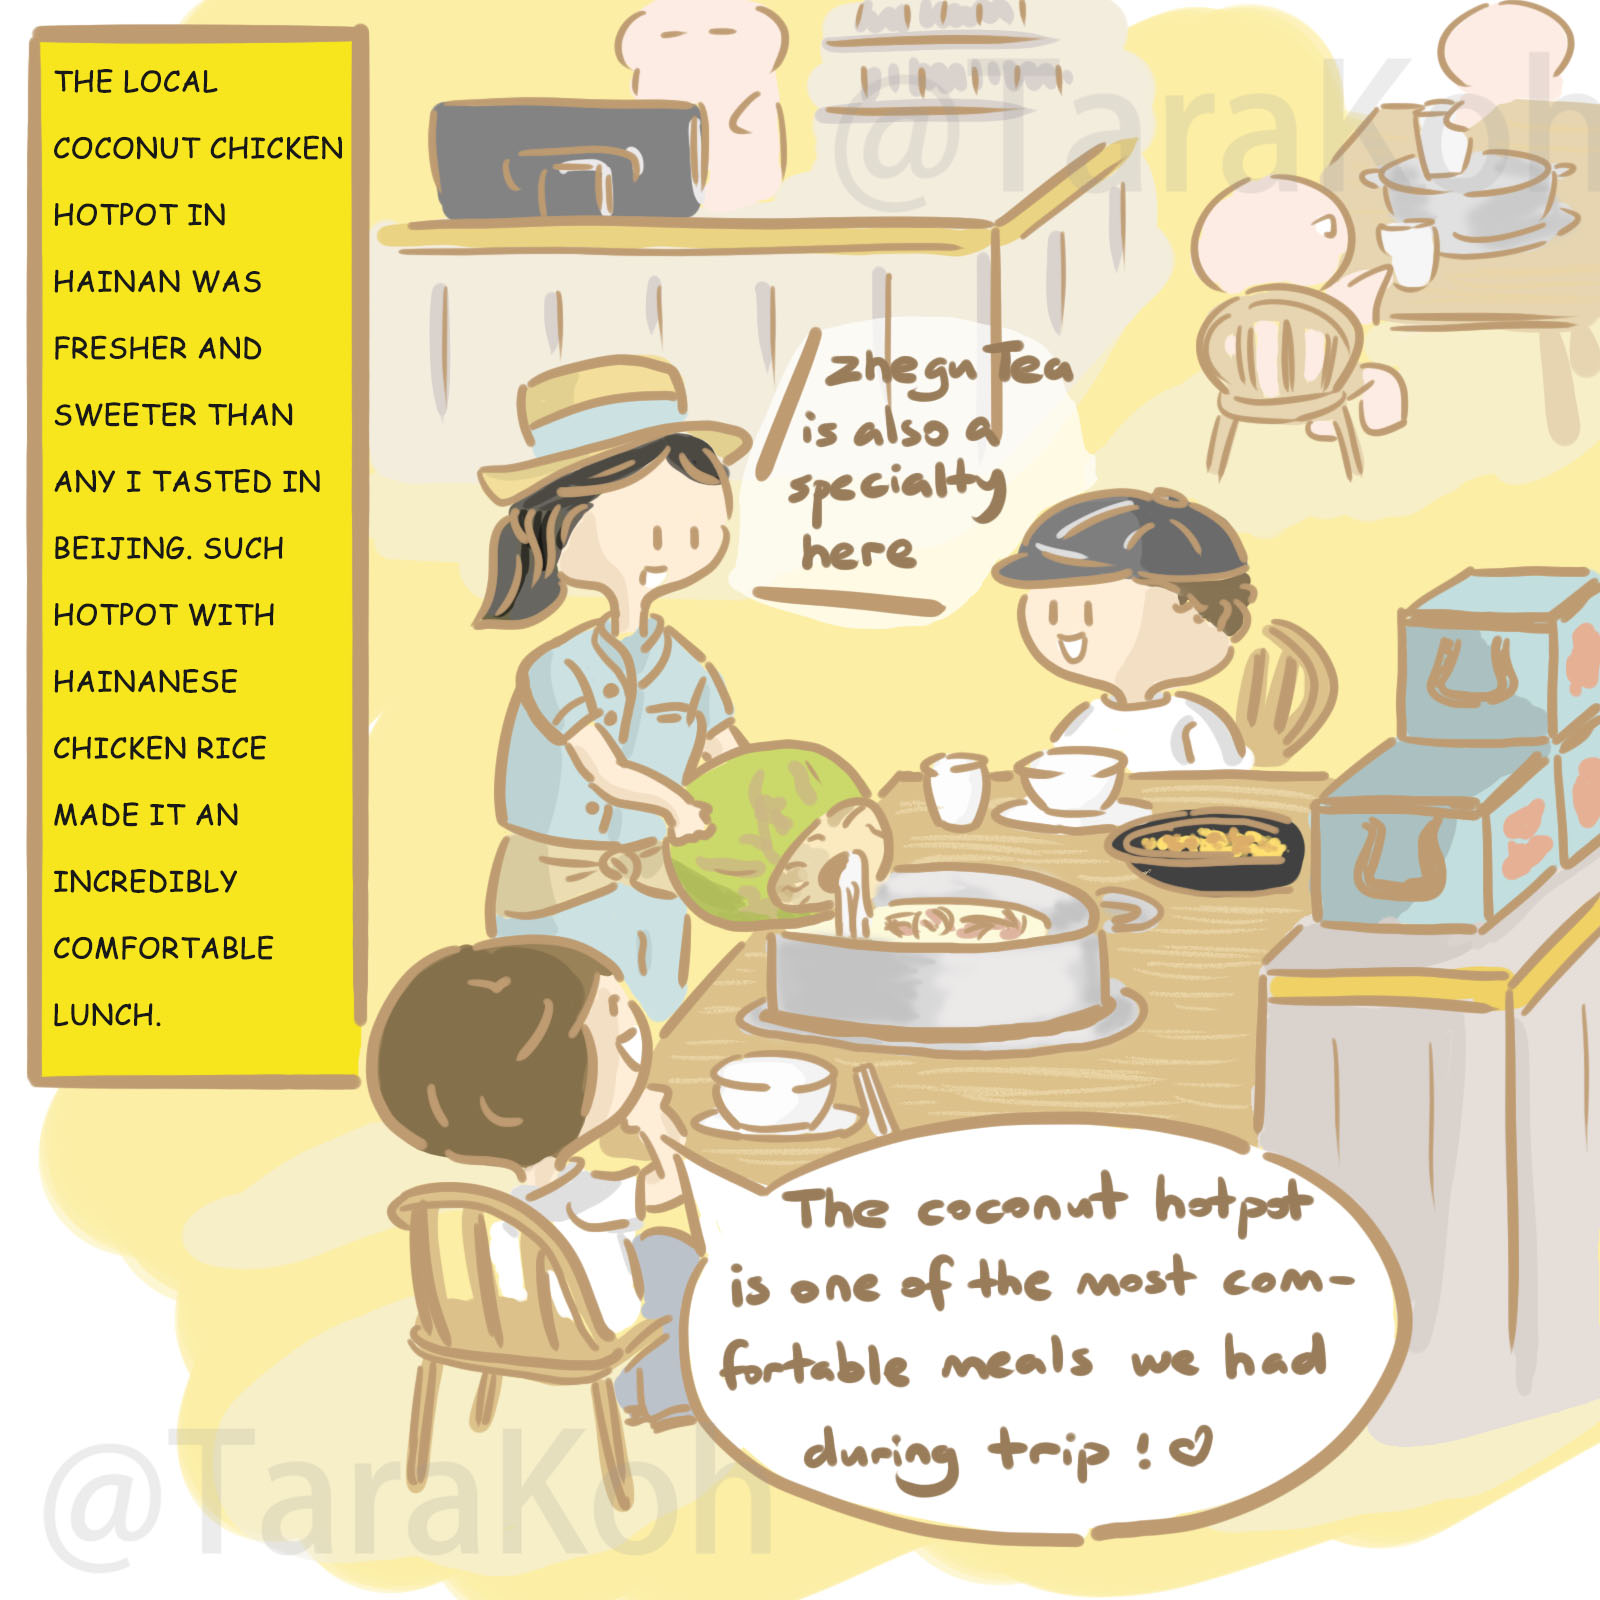 THE LOCAL
COCONUT CHICKEN
HOTPOT IN
HAINAN WAS
FRESHER AND
SWEETER THAN
ANY I TASTED IN
BEIJING. SUCH
HOTPOT WITH
HAINANESE
CHICKEN RICE
MADE IT AN
INCREDIBLY
COMFORTABLE
LUNCH.
@TaraKoh
zhegu Tea
is also a
specialty
here
The coconut hotpot
is one of the most com-
fortable meals we had
during trip ! ♡
@TaraKoh